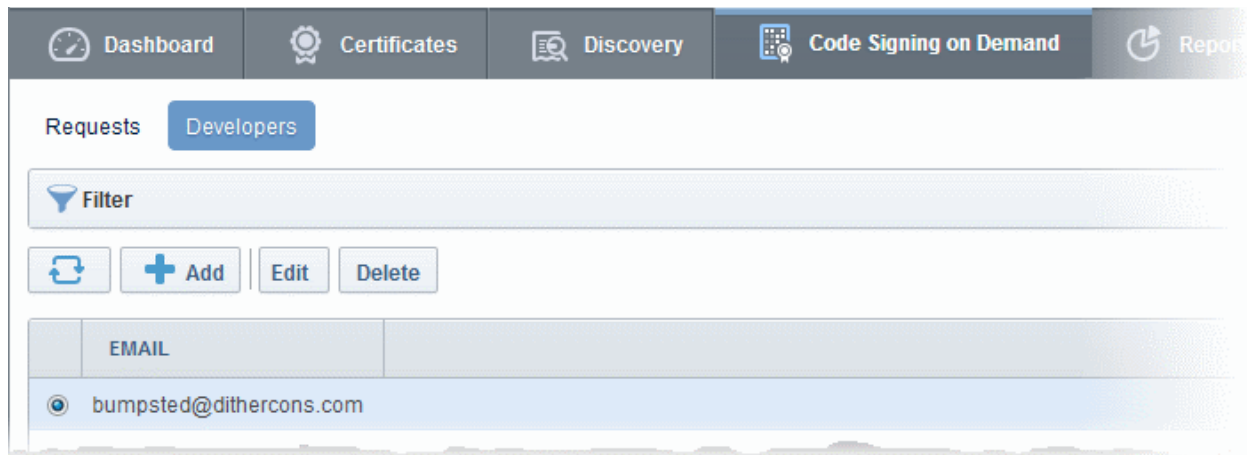 Dashboard Certificates Discovery Code Signing on Demand
Requests Developers
Filter
Add Edit Delete
EMAIL
bumpsted@dithercons.com